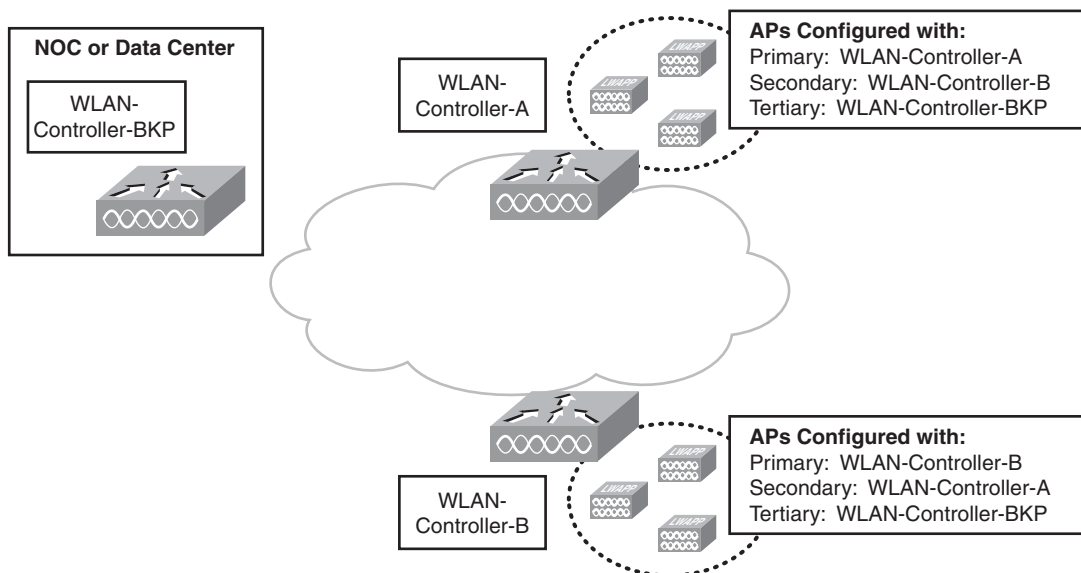 NOC or Data Center
WLAN-
Controller-BKP
WLAN-
Controller-A
LWAPP
LWAPP
LWAPP
APs Configured with:
Primary: WLAN-Controller-A
Secondary: WLAN-Controller-B
Tertiary: WLAN-Controller-BKP
WLAN-
Controller-B
LWAPP
LWAPP
LWAPP
APs Configured with:
Primary: WLAN-Controller-B
Secondary: WLAN-Controller-A
Tertiary: WLAN-Controller-BKP